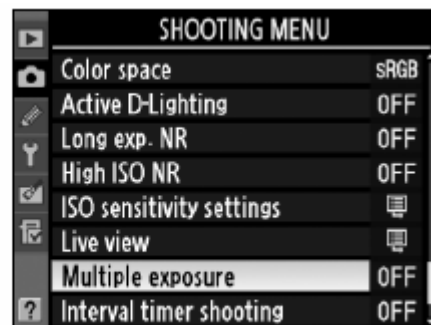 SHOOTING MENU
Color space sRGB
Active D-Lighting OFF
Long exp. NR OFF
High ISO NR OFF
ISO sensitivity settings
Live view
Multiple exposure OFF
Interval timer shooting OFF
?